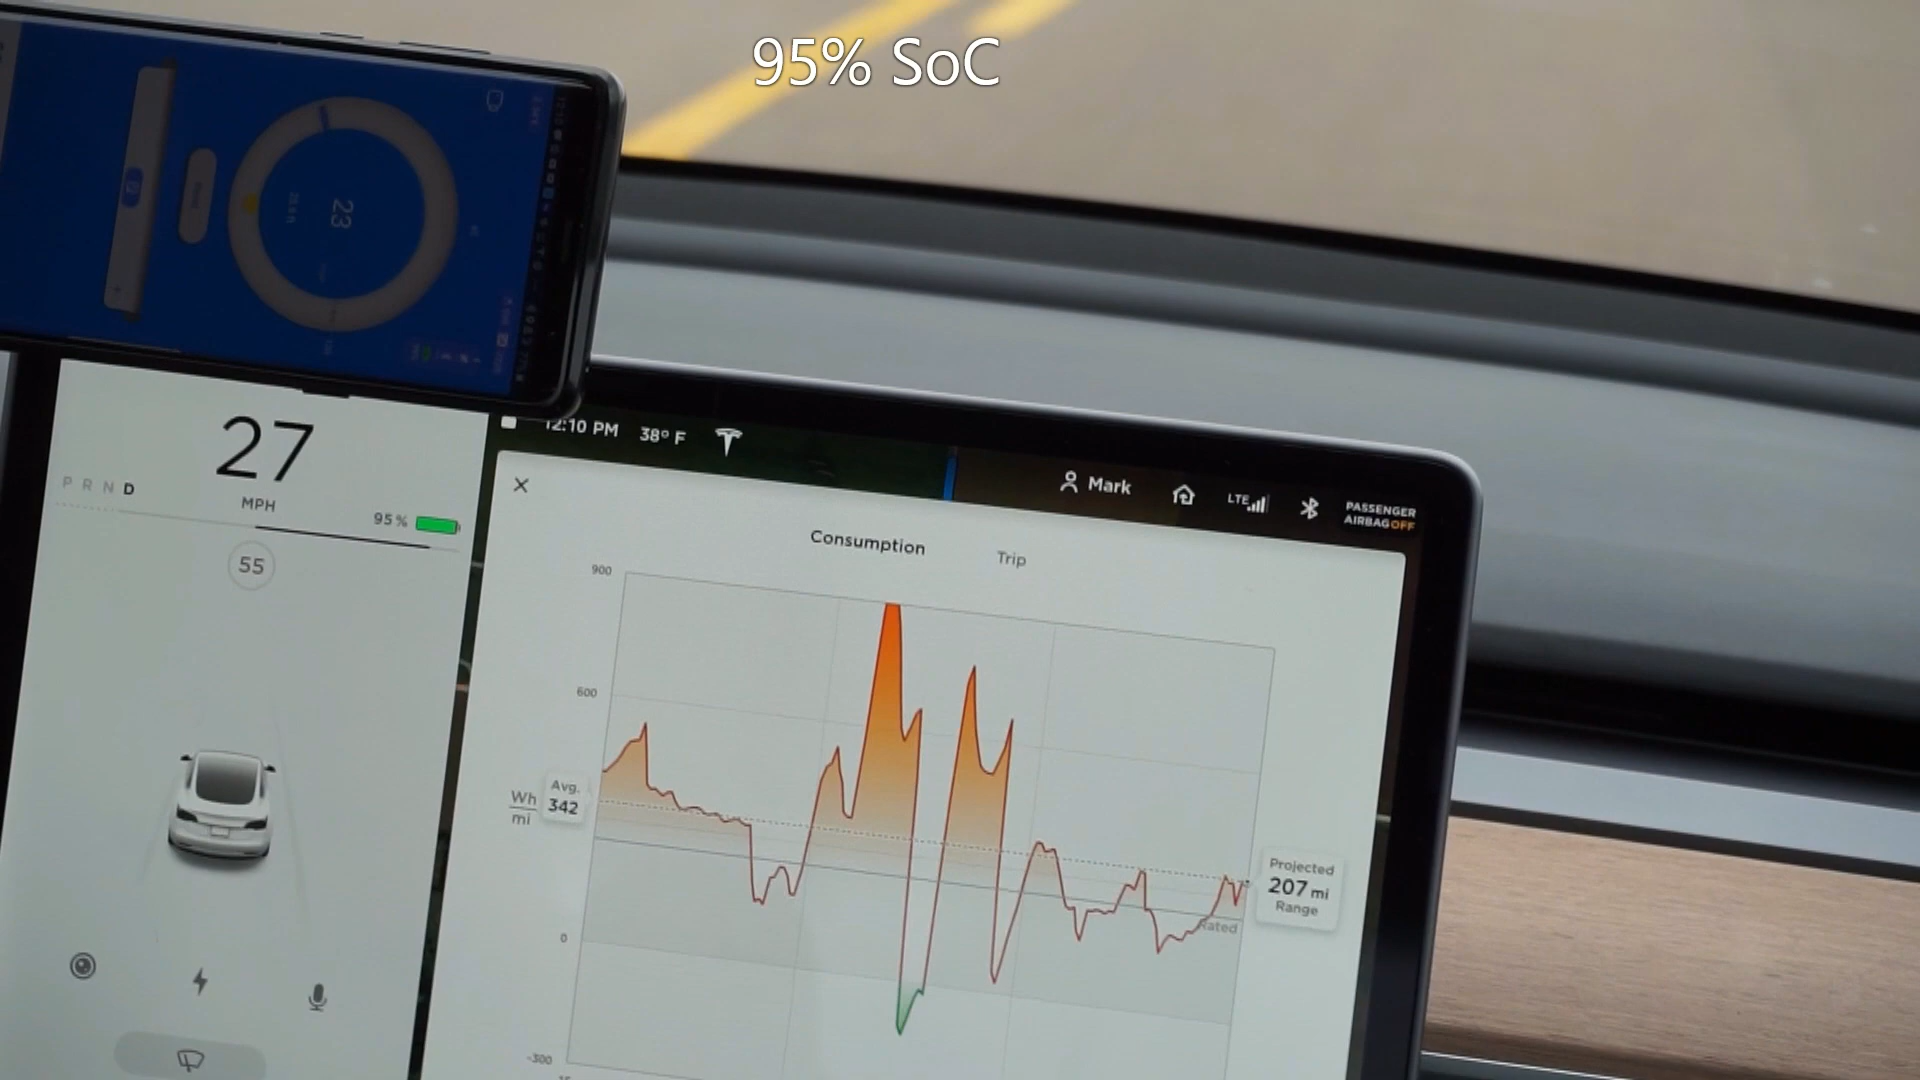 95% SoC
23
27
P R N D
MPH
95%
55
12:10 PM
38° F
Mark
LTE
PASSENGER
AIRBAG OFF
Consumption
Trip
900
600
Wh
mi
Avg.
342
0
-300
Rated
Projected
207 mi
Range